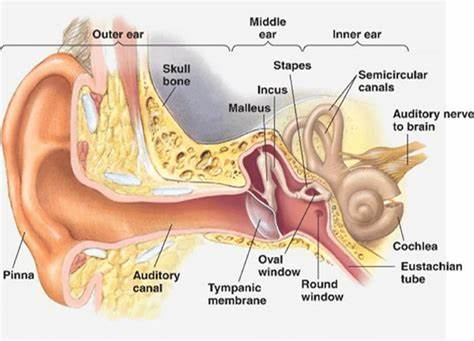 Outer ear
Middle
ear
Inner ear
Skull
bone
Stapes
Incus
Malleus
Semicircular
canals
Auditory nerve
to brain
Pinna
Auditory
canal
Tympanic
membrane
Oval
window
Round
window
Cochlea
Eustachian
tube